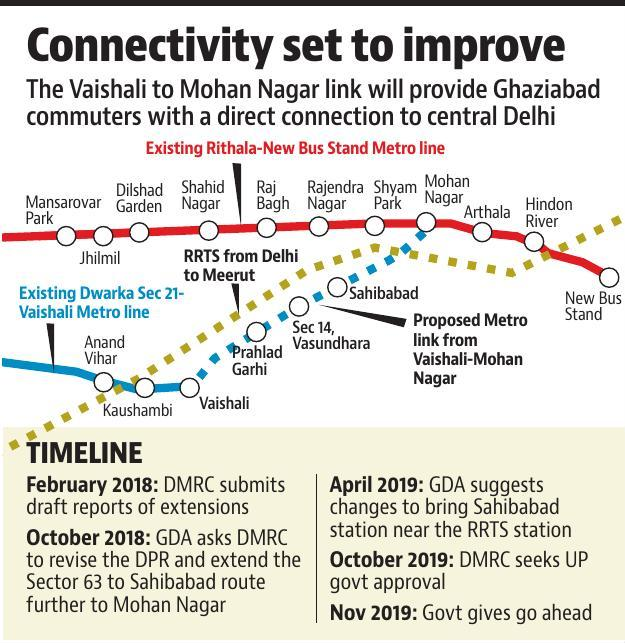 Connectivity set to improve
The Vaishali to Mohan Nagar link will provide Ghaziabad
commuters with a direct connection to central Delhi
Existing Rithala-New Bus Stand Metro line
Mansarovar
Park
Jhilmil
Dilshad
Garden
Shahid
Nagar
Raj
Bagh
Rajendra
Nagar
Shyam
Park
Mohan
Nagar
Arthala
Hindon
River
New Bus
Stand
RRTS from Delhi
to Meerut
Existing Dwarka Sec 21-
Vaishali Metro line
Anand
Vihar
Kaushambi
Vaishali
Prahlad
Garhi
Sec 14,
Vasundhara
Sahibabad
Proposed Metro
link from
Vaishali-Mohan
Nagar
TIMELINE
February 2018: DMRC submits
draft reports of extensions
October 2018: GDA asks DMRC
to revise the DPR and extend the
Sector 63 to Sahibabad route
further to Mohan Nagar
April 2019: GDA suggests
changes to bring Sahibabad
station near the RRTS station
October 2019: DMRC seeks UP
govt approval
Nov 2019: Govt gives go ahead